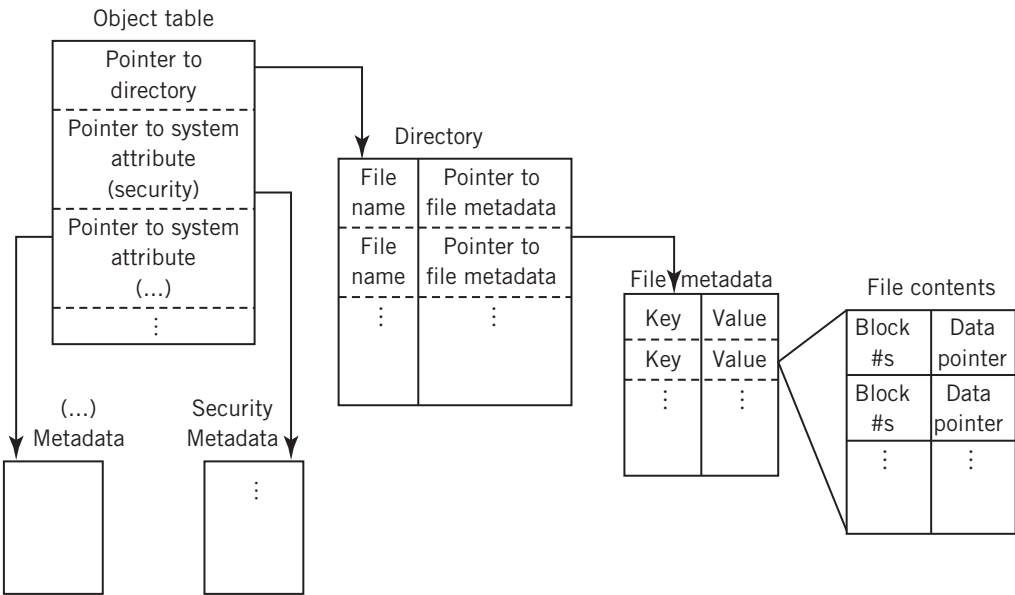 Object table
Pointer to
directory
Pointer to system
attribute
(security)
Pointer to system
attribute
(...)
⋮
Directory
File
name
Pointer to
file metadata
File
name
Pointer to
file metadata
⋮
⋮
File metadata
Key
Value
Key
Value
⋮
⋮
File contents
Block
#s
Data
pointer
Block
#s
Data
pointer
⋮
⋮
(...)
Metadata
Security
Metadata
⋮